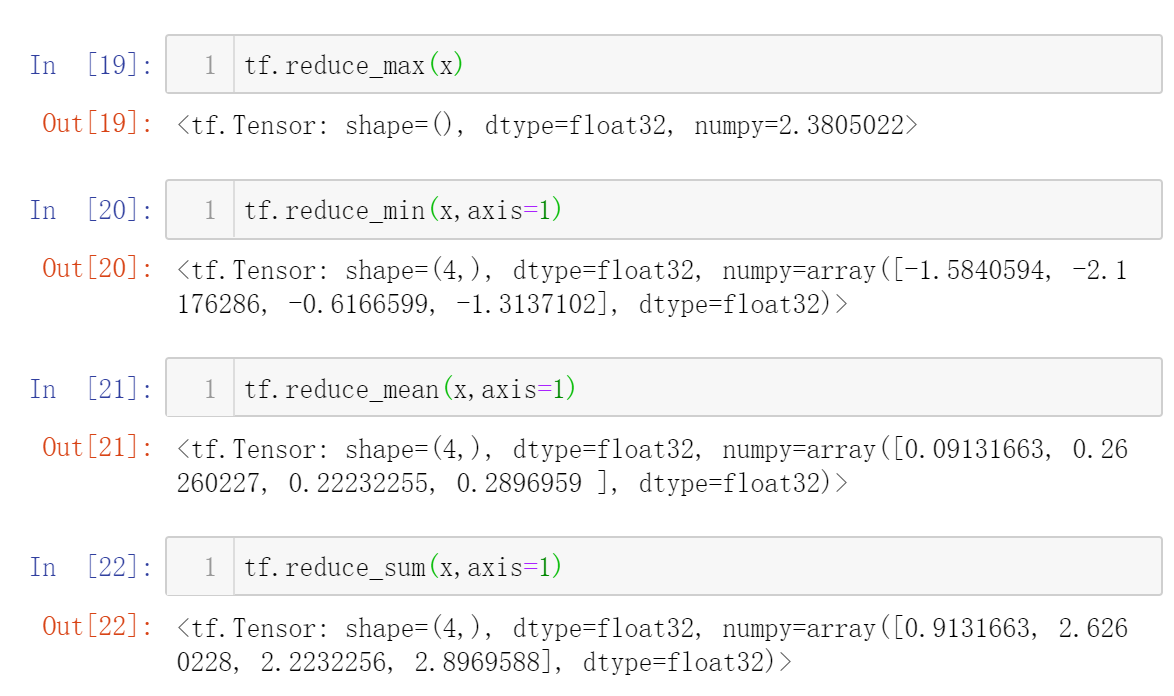 In [19]: 1 tf.reduce_max(x)
Out[19]: <tf.Tensor: shape=(), dtype=float32, numpy=2.3805022>
In [20]: 1 tf.reduce_min(x,axis=1)
Out[20]: <tf.Tensor: shape=(4,), dtype=float32, numpy=array([-1.5840594, -2.1
176286, -0.6166599, -1.3137102], dtype=float32)>
In [21]: 1 tf.reduce_mean(x,axis=1)
Out[21]: <tf.Tensor: shape=(4,), dtype=float32, numpy=array([0.09131663, 0.26
260227, 0.22232255, 0.2896959 ], dtype=float32)>
In [22]: 1 tf.reduce_sum(x,axis=1)
Out[22]: <tf.Tensor: shape=(4,), dtype=float32, numpy=array([0.9131663, 2.626
0228, 2.2232256, 2.8969588], dtype=float32)>